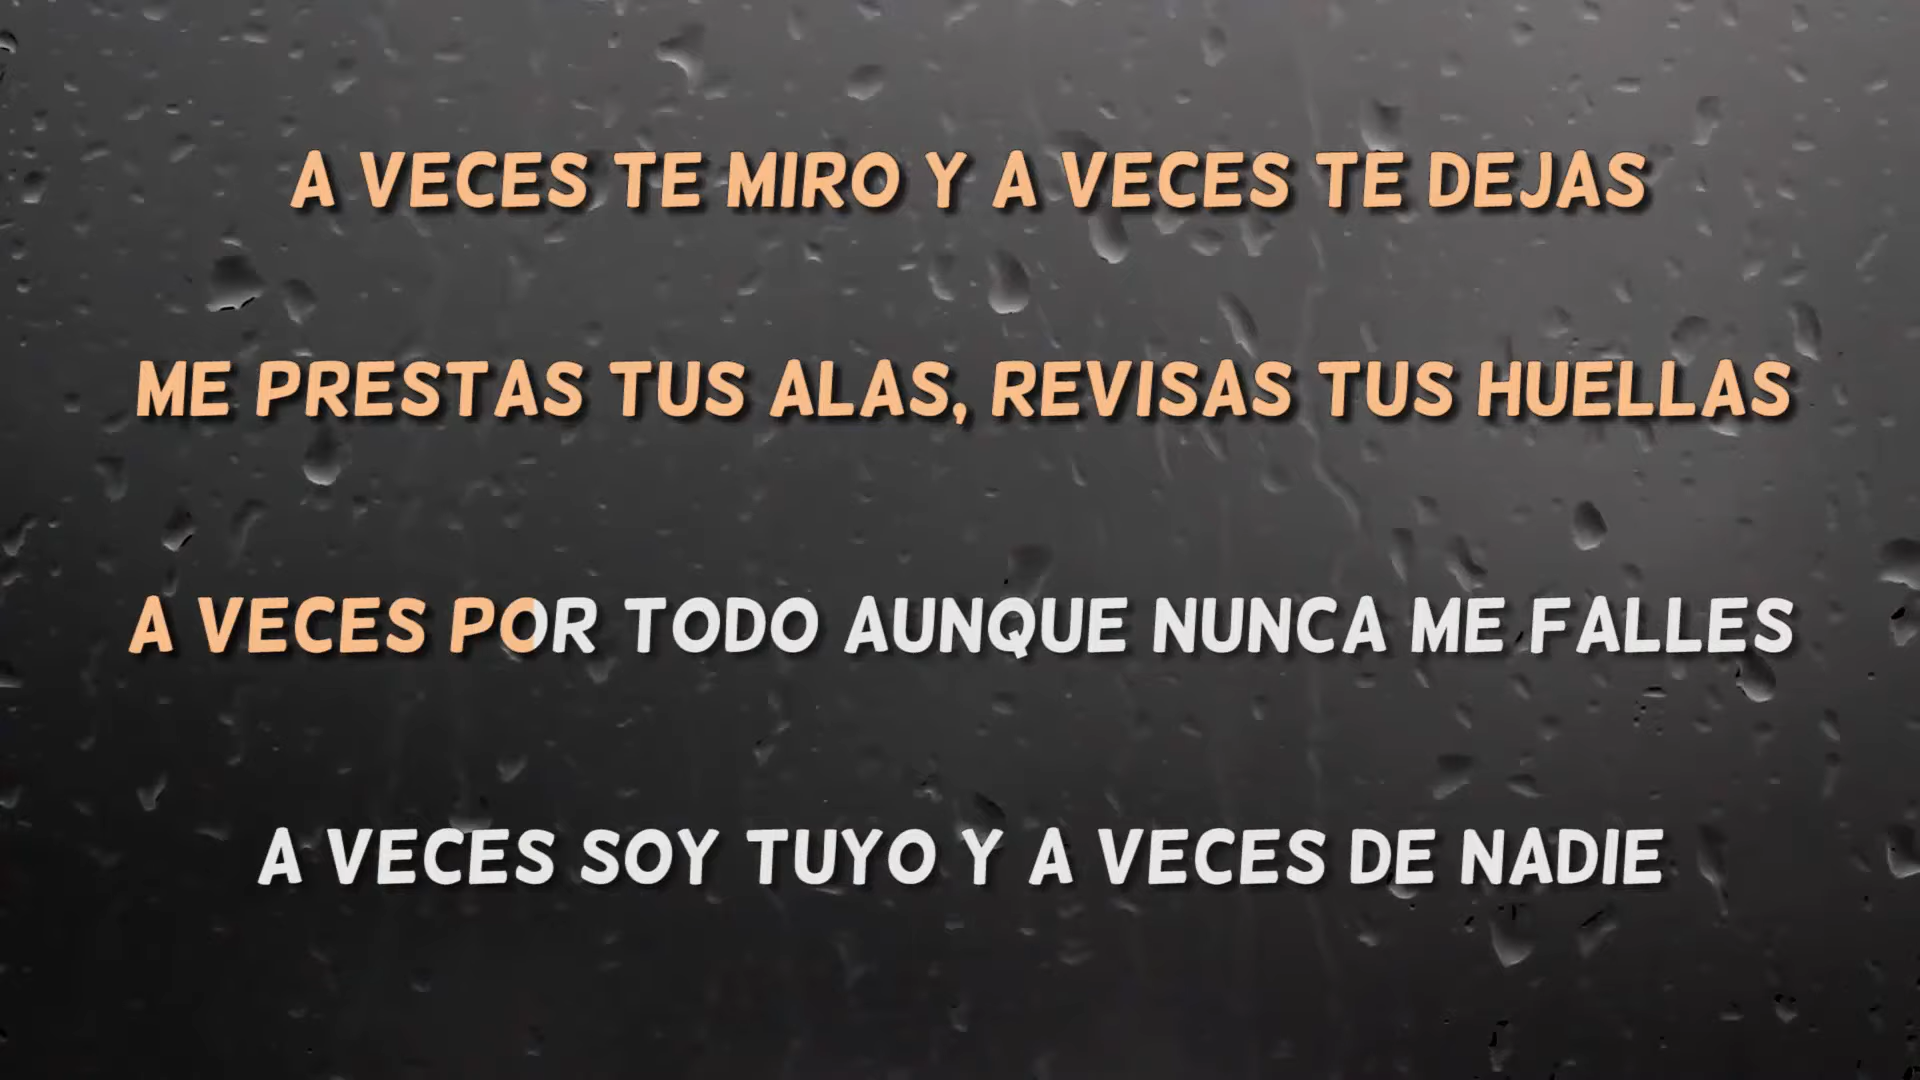 A VECES TE MIRO Y A VECES TE DEJAS
ME PRESTAS TUS ALAS, REVISAS TUS HUELLAS
A VECES POR TODO AUNQUE NUNCA ME FALLES
A VECES SOY TUYO Y A VECES DE NADIE